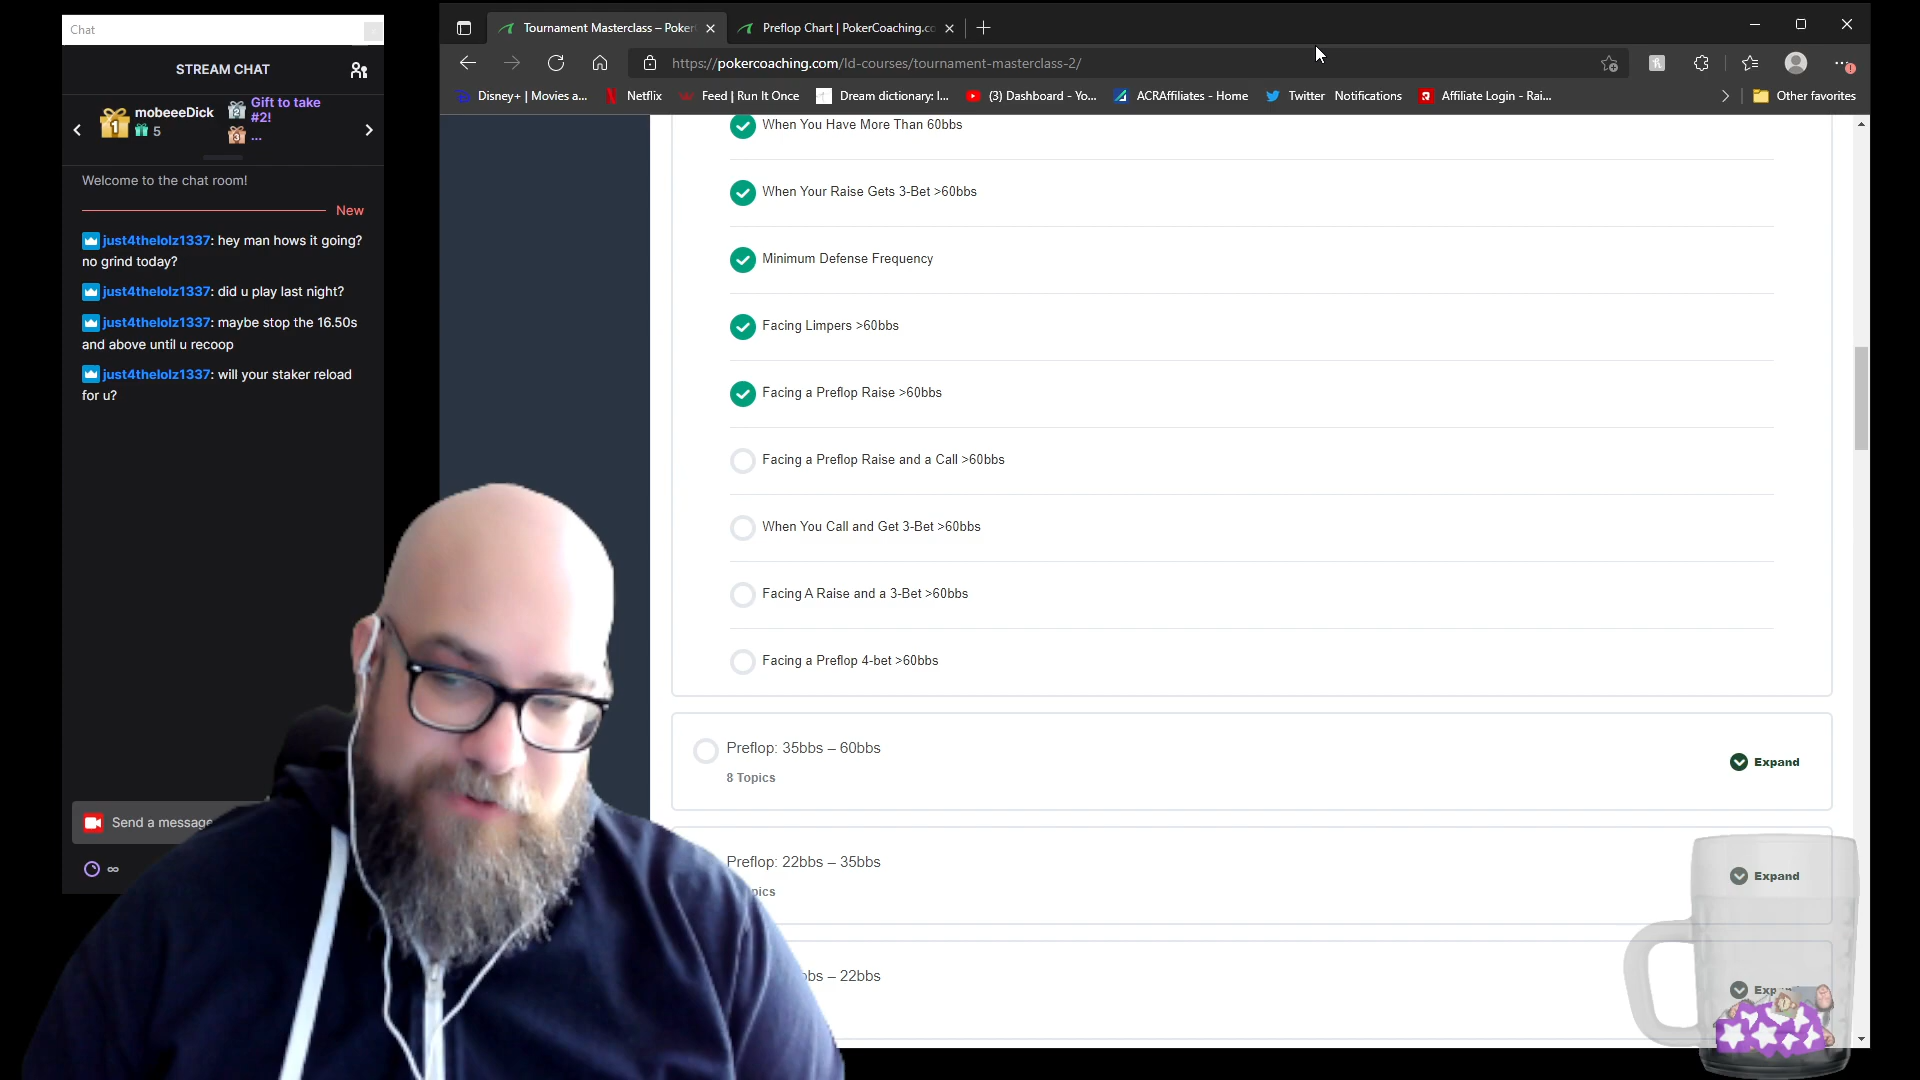 Chat
STREAM CHAT
mobeeeDick
5
Gift to take
#2!
...
Welcome to the chat room!
New
just4thelolz1337: hey man hows it going?
no grind today?
just4thelolz1337: did u play last night?
just4thelolz1337: maybe stop the 16.50s
and above until u recoop
just4thelolz1337: will your staker reload
for u?
Send a message
∞
Tournament Masterclass – Poker
Preflop Chart | PokerCoaching.co
https://pokercoaching.com/ld-courses/tournament-masterclass-2/
Disney+ | Movies a...
Netflix
Feed | Run It Once
Dream dictionary: I...
(3) Dashboard - Yo...
ACRAffiliates - Home
Twitter
Notifications
Affiliate Login - Rai...
Other favorites
When You Have More Than 60bbs
When Your Raise Gets 3-Bet >60bbs
Minimum Defense Frequency
Facing Limpers >60bbs
Facing a Preflop Raise >60bbs
Facing a Preflop Raise and a Call >60bbs
When You Call and Get 3-Bet >60bbs
Facing A Raise and a 3-Bet >60bbs
Facing a Preflop 4-bet >60bbs
Preflop: 35bbs – 60bbs
8 Topics
Expand
Preflop: 22bbs – 35bbs
Expand
– 22bbs